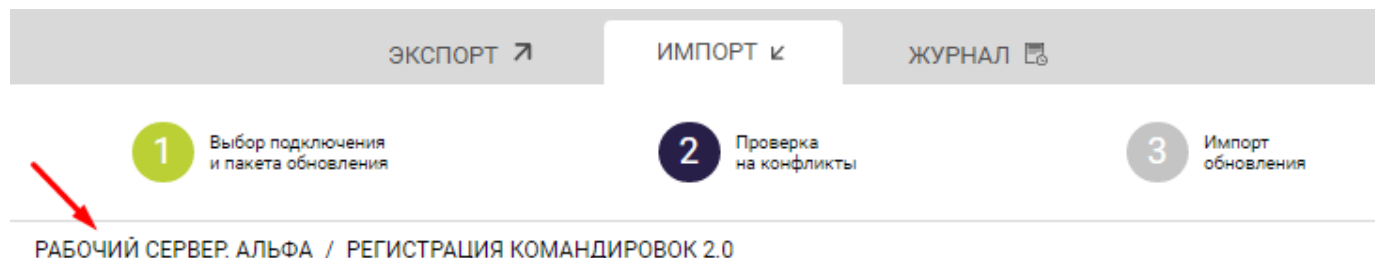 ЭКСПОРТ ИМПОРТ ЖУРНАЛ
1 Выбор подключения
и пакета обновления
2 Проверка
на конфликты
3 Импорт
обновления
РАБОЧИЙ СЕРВЕР. АЛЬФА / РЕГИСТРАЦИЯ КОМАНДИРОВОК 2.0